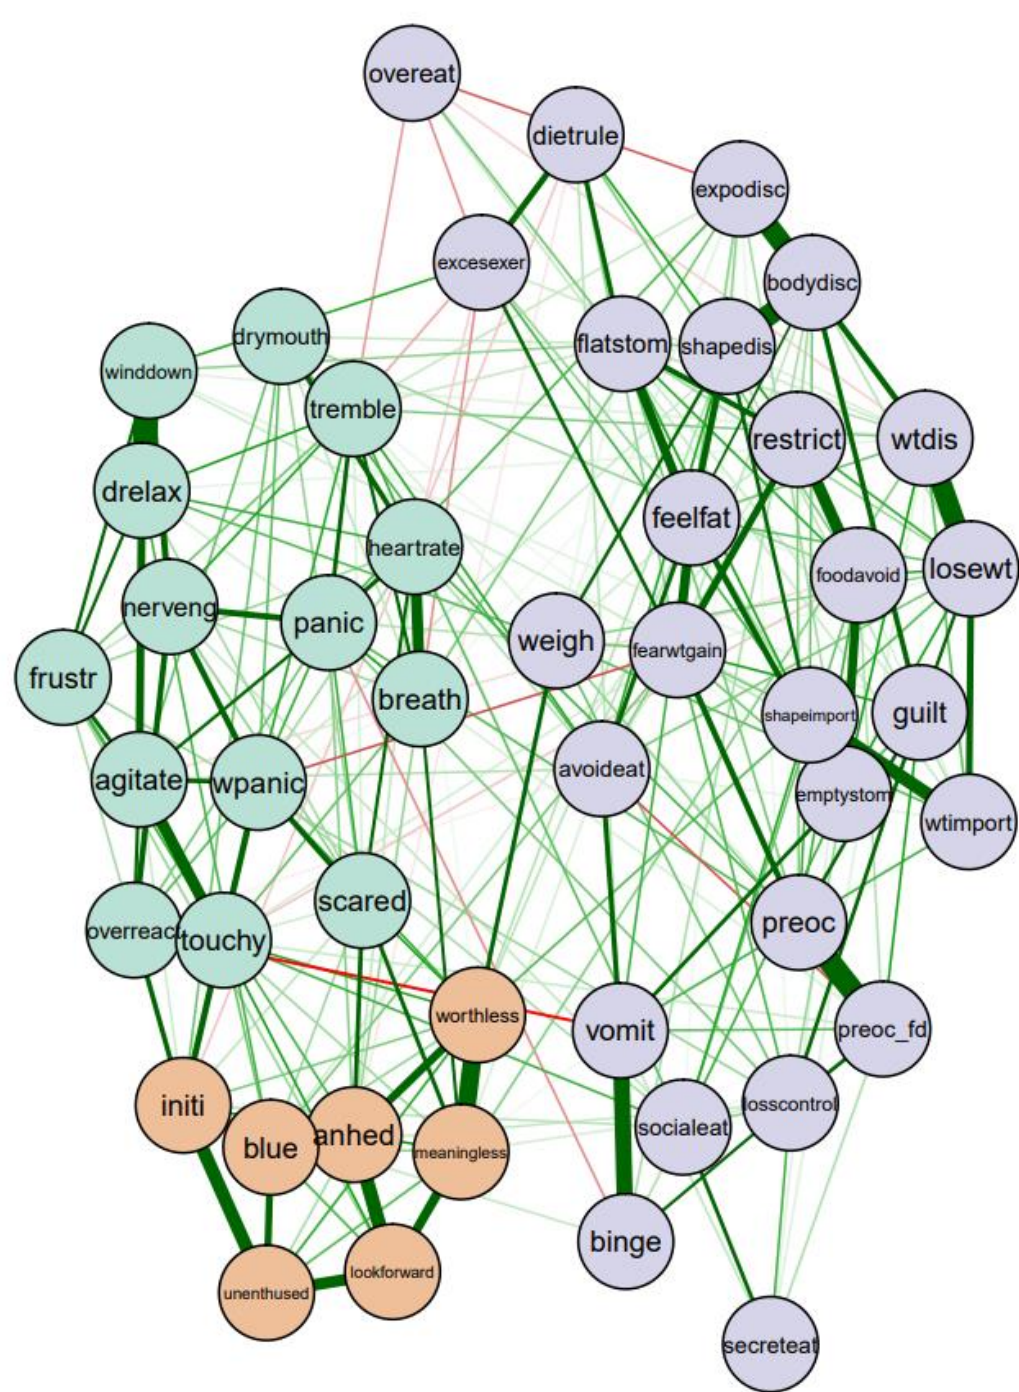 overeat
dietrule
expodisc
excesexer
bodydisc
drymouth
flatstom
shapedis
winddown
tremble
restrict
wtdis
drelax
feelfat
heartrate
foodavoid
losewt
nerveng
panic
weigh
fearwtgain
frustr
breath
shapeimport
guilt
agitate
wpanic
avoideat
emptystom
wtimport
scared
overreact
touchy
preoc
worthless
vomit
preoc_fd
initi
blue
anhed
meaningless
socialeat
losscontrol
binge
unenthused
lookforward
secreteat